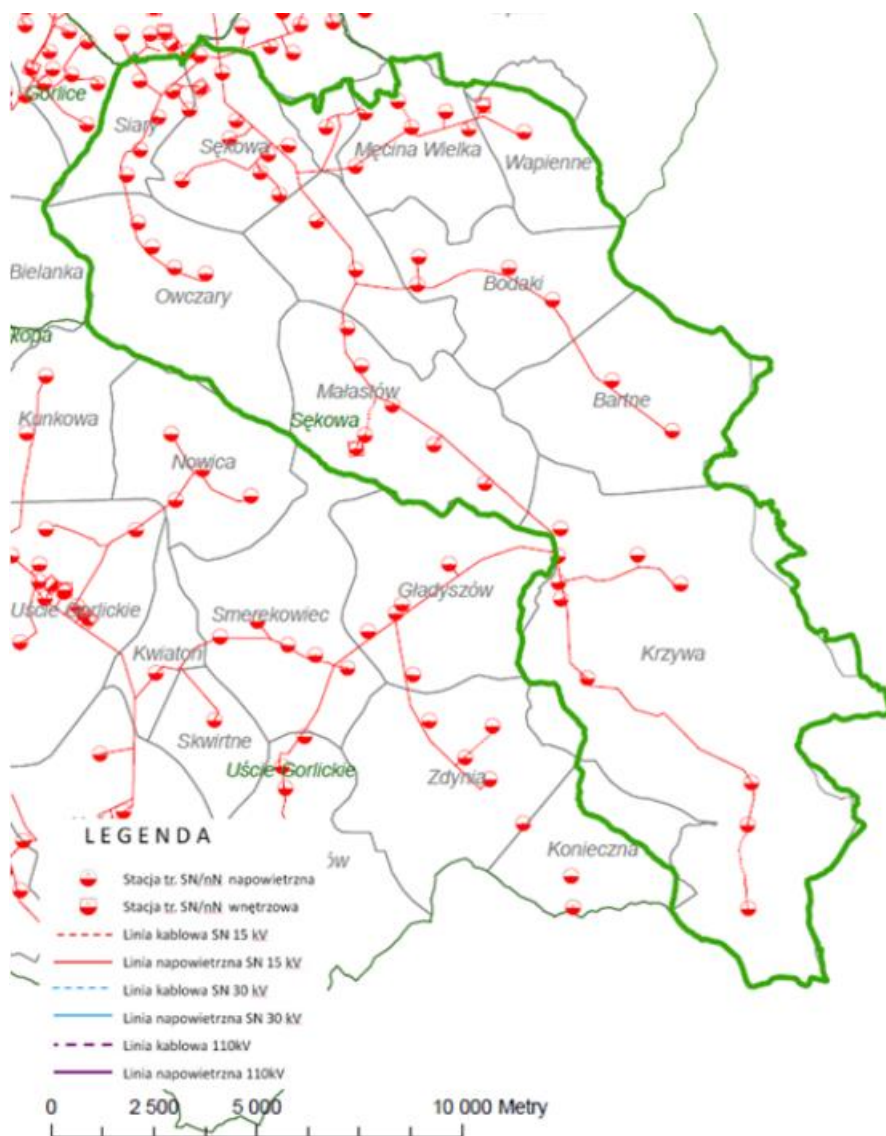 Gorlice
Siary
Sękowa
Męcina Wielka
Wapienne
Bielanka
Owczary
Bodaki
Kunkowa
Małastów
Sękowa
Bartne
Nowica
Gładyszów
Uście Gorlickie
Smerekowiec
Kwiatoń
Krzywa
Skwirtne
Uście Gorlickie
Zdynia
Konieczna
LEGENDA
Stacja tr. SN/nN napowietrzna
Stacja tr. SN/nN wnętrzowa
Linia kablowa SN 15 kV
Linia napowietrzna SN 15 kV
Linia kablowa SN 30 kV
Linia napowietrzna SN 30 kV
Linia kablowa 110kV
Linia napowietrzna 110kV
0 2 500 5 000 10 000 Metry